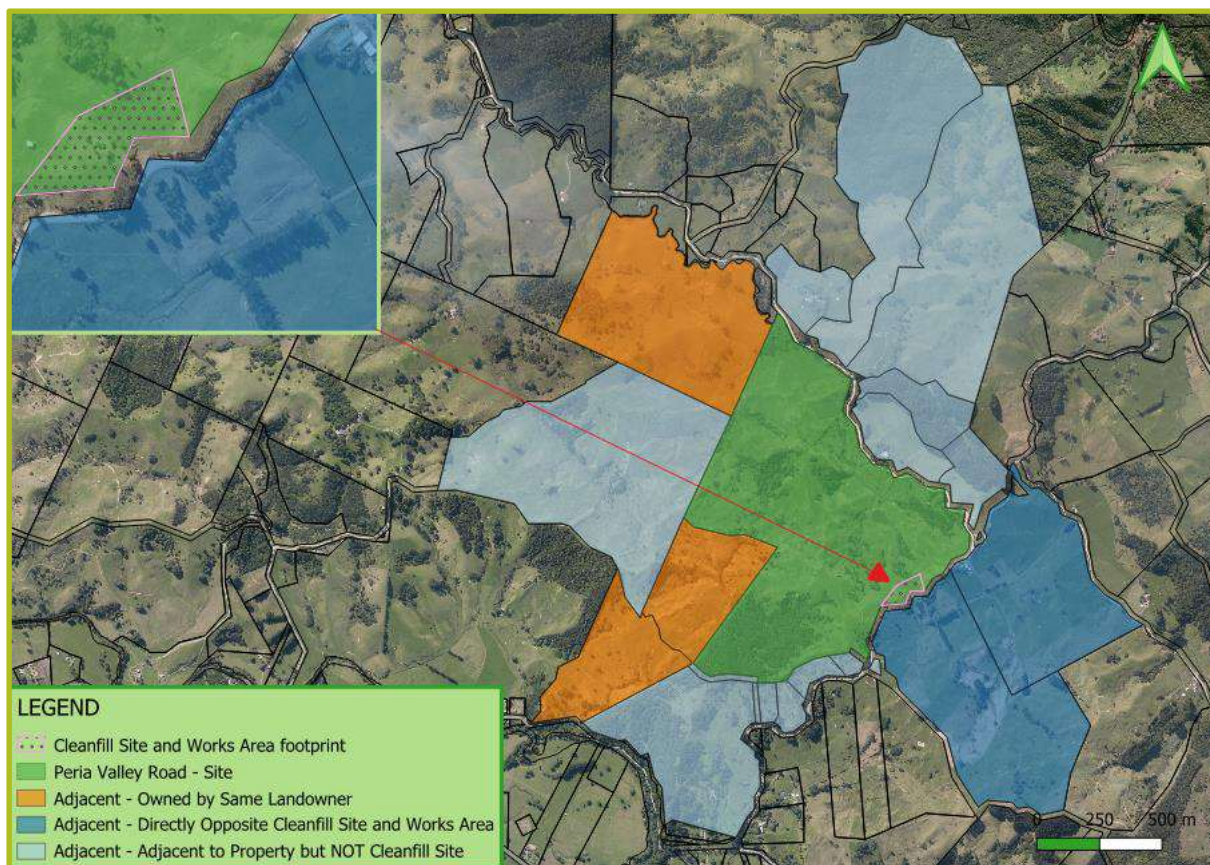 LEGEND
Cleanfill Site and Works Area footprint
Peria Valley Road - Site
Adjacent - Owned by Same Landowner
Adjacent - Directly Opposite Cleanfill Site and Works Area
Adjacent - Adjacent to Property but NOT Cleanfill Site
0 250 500 m